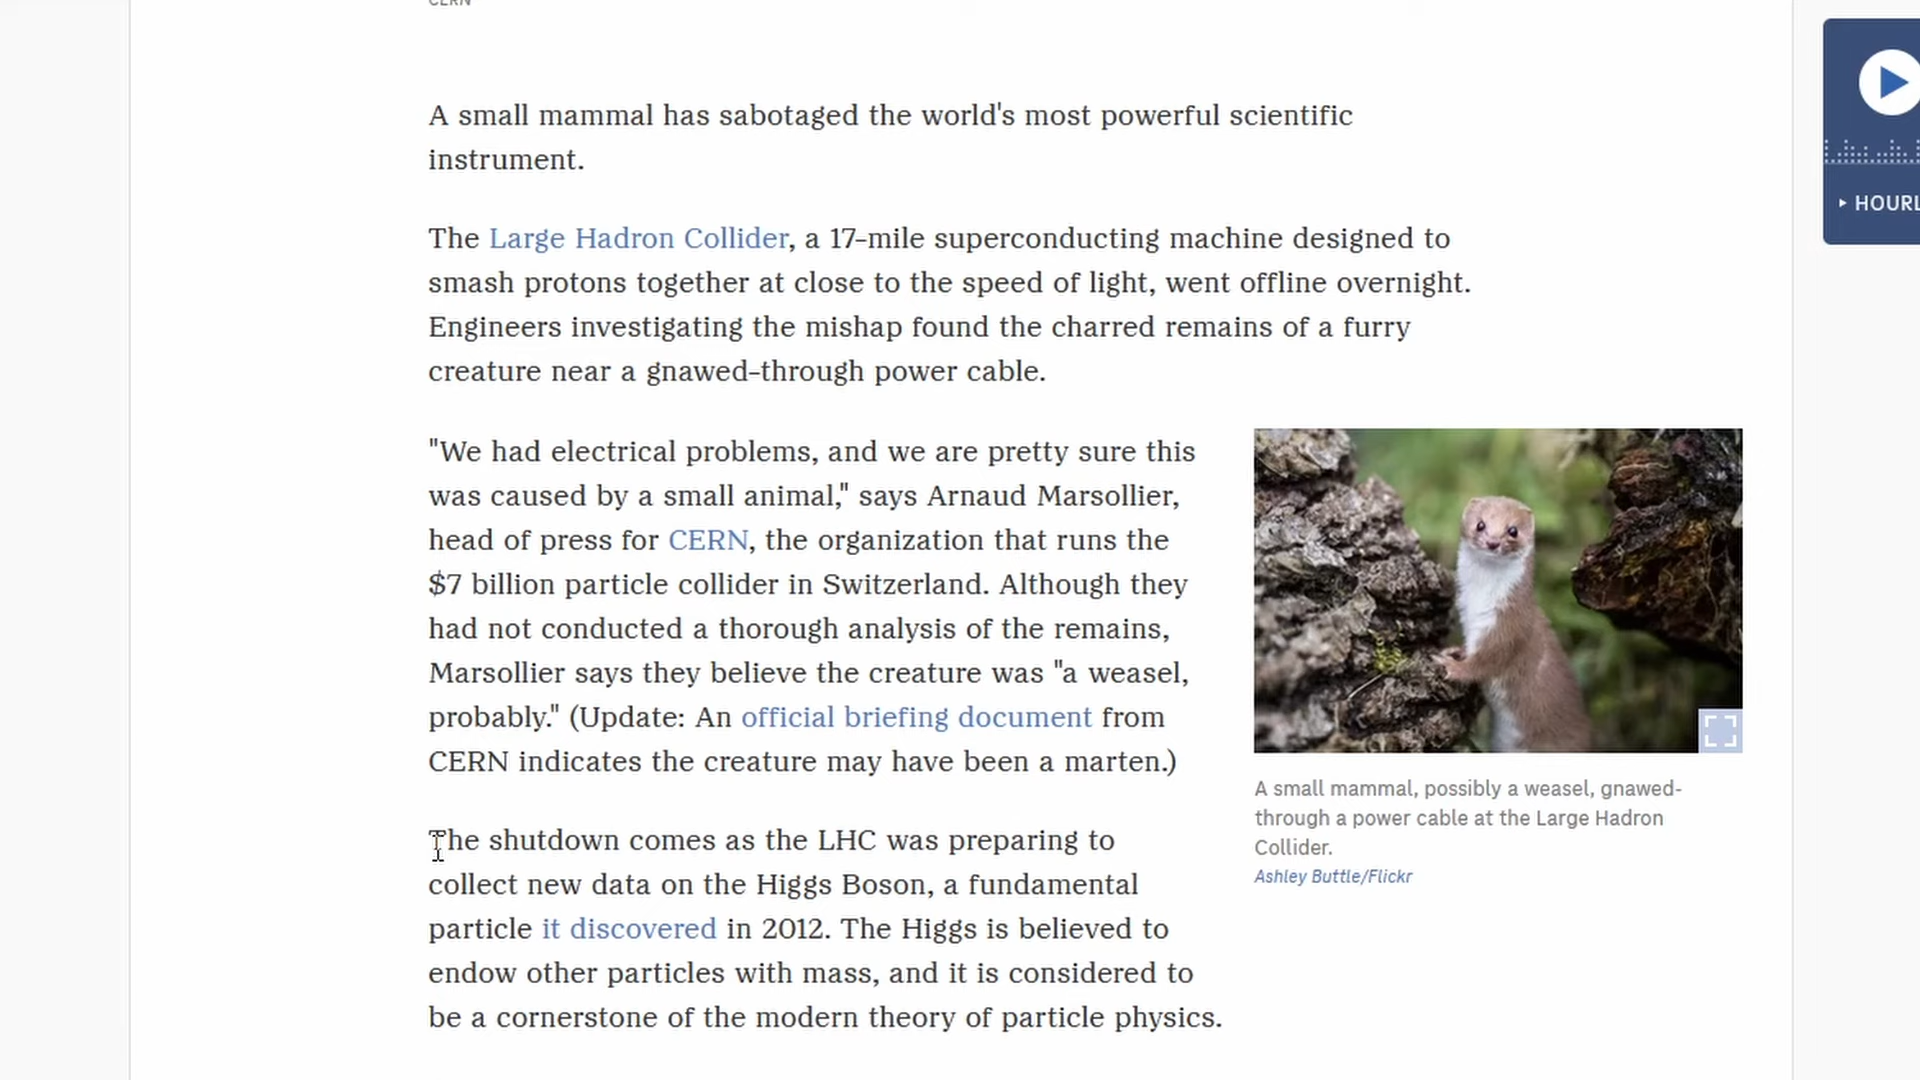 CERN
A small mammal has sabotaged the world's most powerful scientific
instrument.
The Large Hadron Collider, a 17-mile superconducting machine designed to
smash protons together at close to the speed of light, went offline overnight.
Engineers investigating the mishap found the charred remains of a furry
creature near a gnawed-through power cable.
"We had electrical problems, and we are pretty sure this
was caused by a small animal," says Arnaud Marsollier,
head of press for CERN, the organization that runs the
$7 billion particle collider in Switzerland. Although they
had not conducted a thorough analysis of the remains,
Marsollier says they believe the creature was "a weasel,
probably." (Update: An official briefing document from
CERN indicates the creature may have been a marten.)
The shutdown comes as the LHC was preparing to
collect new data on the Higgs Boson, a fundamental
particle it discovered in 2012. The Higgs is believed to
endow other particles with mass, and it is considered to
be a cornerstone of the modern theory of particle physics.
A small mammal, possibly a weasel, gnawed-
through a power cable at the Large Hadron
Collider.
Ashley Buttle/Flickr
HOURL